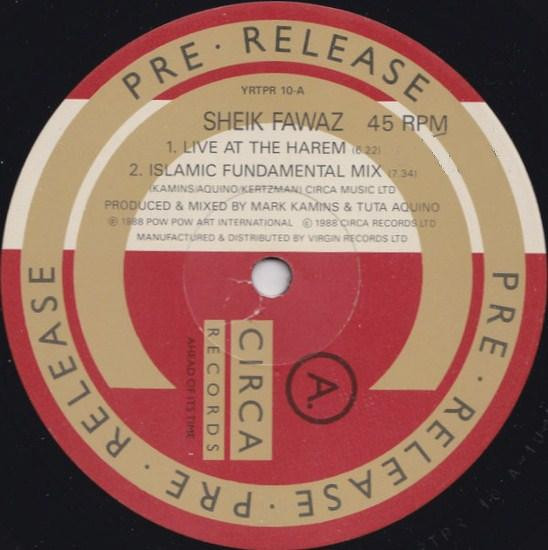 PRE · RELEASE
YRTPR 10-A
SHEIK FAWAZ 45 RPM
1. LIVE AT THE HAREM (6.22)
2. ISLAMIC FUNDAMENTAL MIX (7.34)
(KAMINS/AQUINO/KERTZMAN) CIRCA MUSIC LTD
PRODUCED & MIXED BY MARK KAMINS & TUTA AQUINO
℗ 1988 POW POW ART INTERNATIONAL © 1988 CIRCA RECORDS LTD
MANUFACTURED & DISTRIBUTED BY VIRGIN RECORDS LTD
PRE · RELEASE · PRE · RELEASE
CIRCA
RECORDS
AHEAD OF ITS TIME
A.